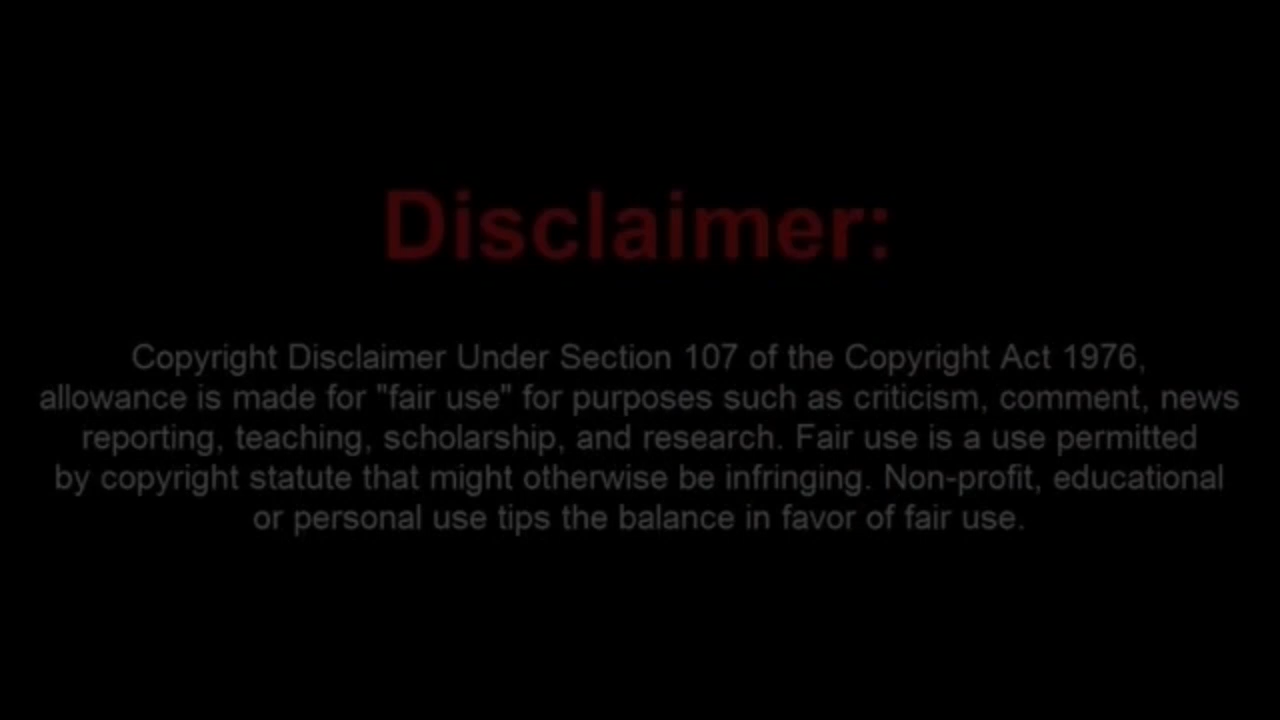 Disclaimer:
Copyright Disclaimer Under Section 107 of the Copyright Act 1976,
allowance is made for "fair use" for purposes such as criticism, comment, news
reporting, teaching, scholarship, and research. Fair use is a use permitted
by copyright statute that might otherwise be infringing. Non-profit, educational
or personal use tips the balance in favor of fair use.